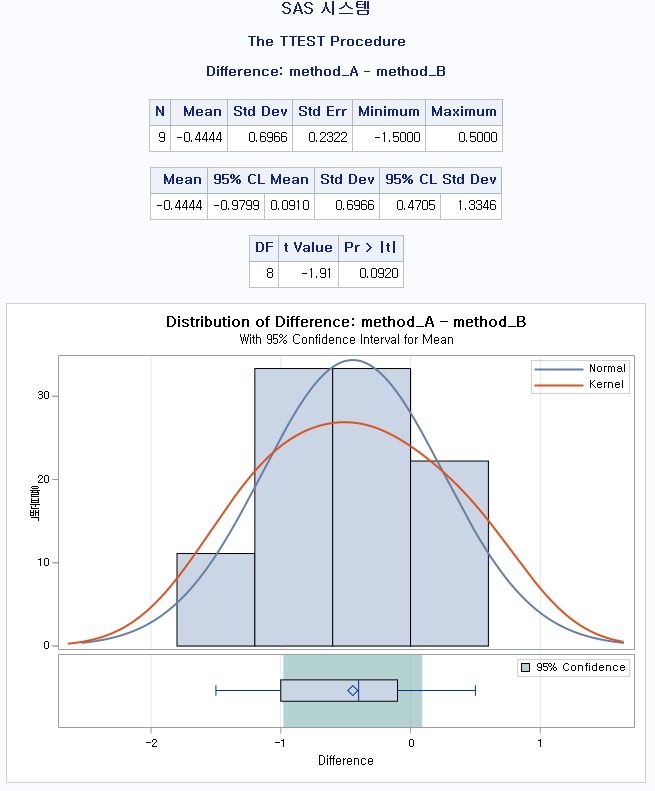 SAS 시스템
The TTEST Procedure
Difference: method_A - method_B
N Mean Std Dev Std Err Minimum Maximum
9 -0.4444 0.6966 0.2322 -1.5000 0.5000
Mean 95% CL Mean Std Dev 95% CL Std Dev
-0.4444 -0.9799 0.0910 0.6966 0.4705 1.3346
DF t Value Pr > |t|
8 -1.91 0.0920
Distribution of Difference: method_A - method_B
With 95% Confidence Interval for Mean
Normal
Kernel
30
20
10
0
95% Confidence
-2 -1 0 1
Difference